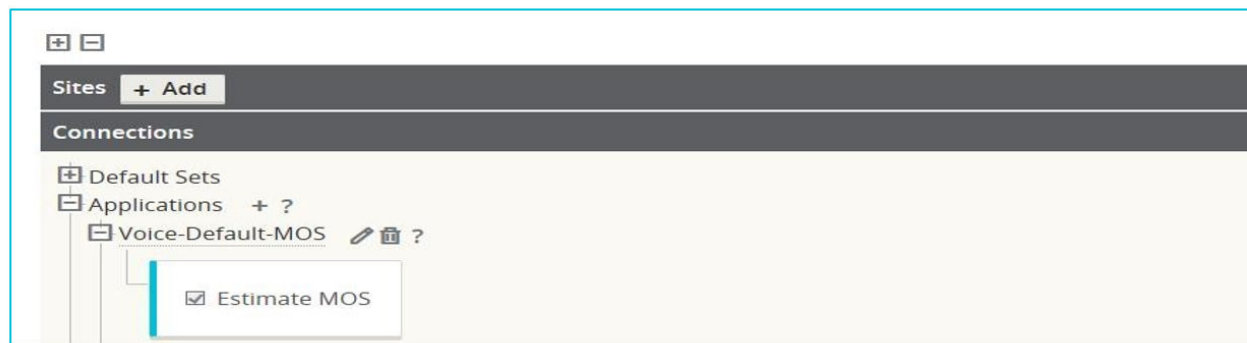 Sites + Add
Connections
Default Sets
Applications + ?
Voice-Default-MOS ?
Estimate MOS